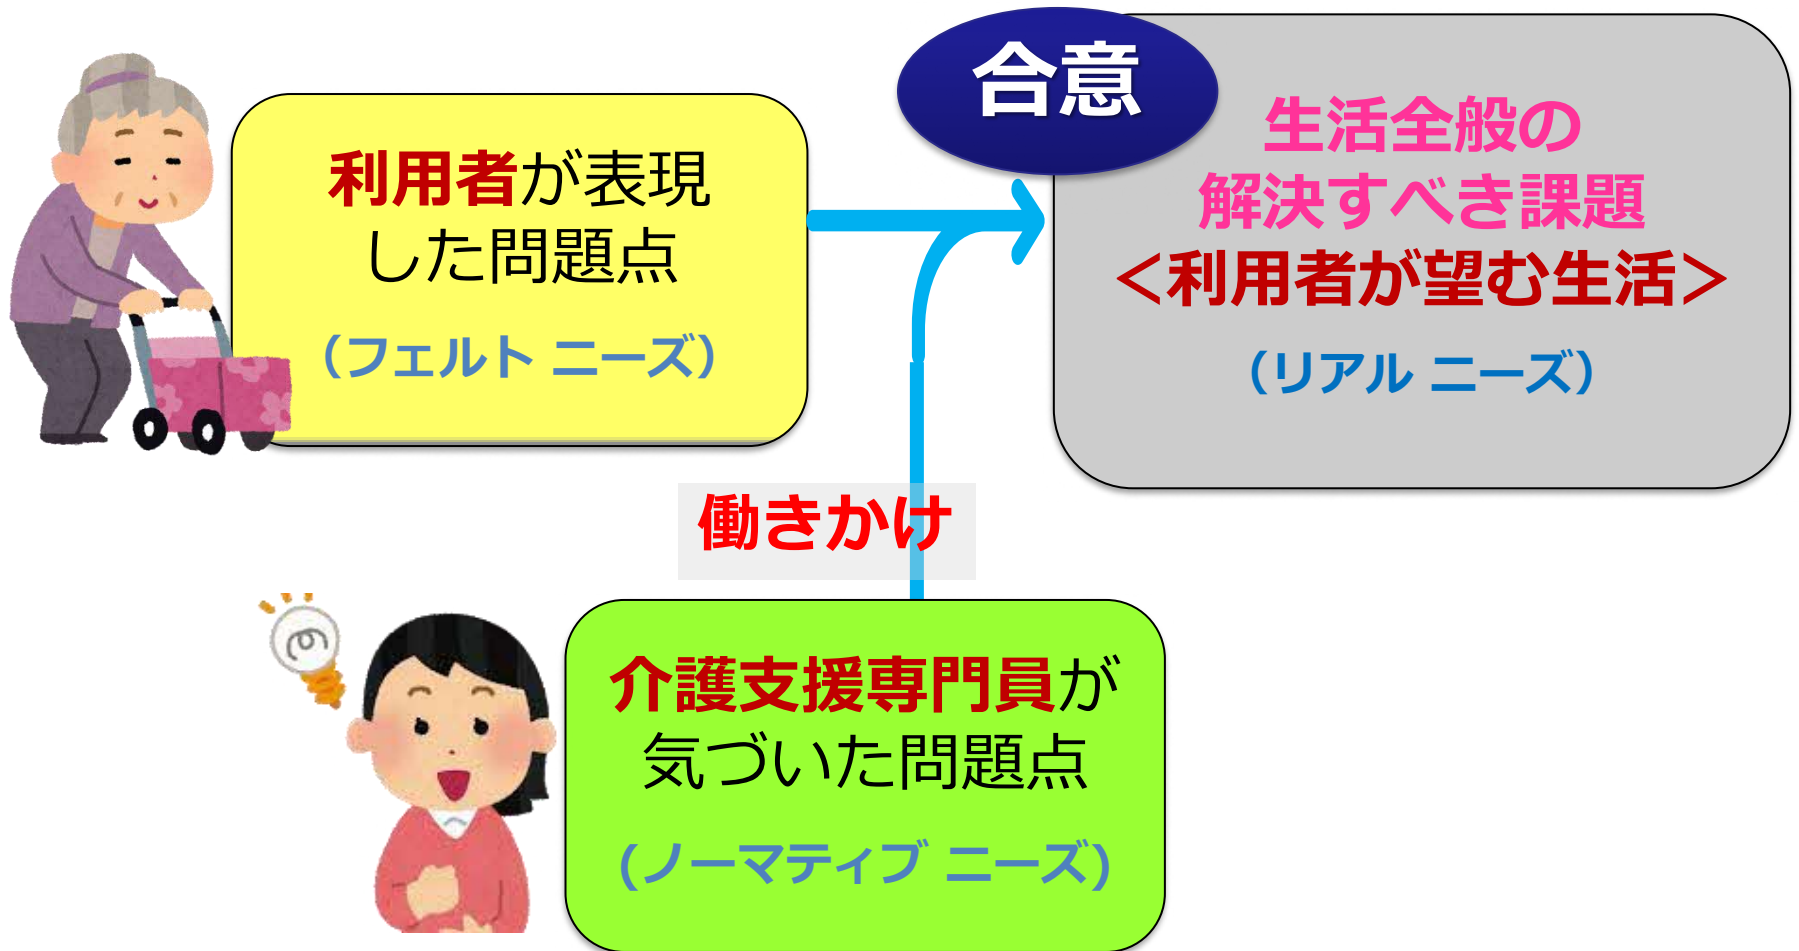 利用者が表現
した問題点
（フェルト ニーズ）
合意
生活全般の
解決すべき課題
＜利用者が望む生活＞
（リアル ニーズ）
働きかけ
介護支援専門員が
気づいた問題点
(ノーマティブ ニーズ)